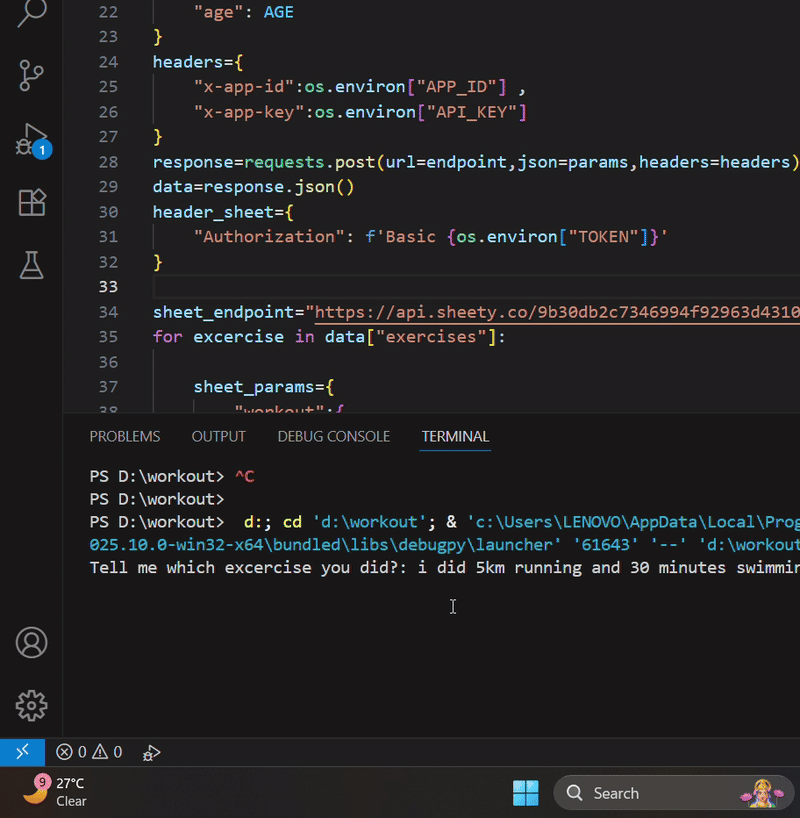 22 "age": AGE
23 }
24 headers={
25 "x-app-id":os.environ["APP_ID"] ,
26 "x-app-key":os.environ["API_KEY"]
27 }
28 response=requests.post(url=endpoint,json=params,headers=headers)
29 data=response.json()
30 header_sheet={
31 "Authorization": f'Basic {os.environ["TOKEN"]}'
32 }
33
34 sheet_endpoint="https://api.sheety.co/9b30db2c7346994f92963d4310
35 for excercise in data["exercises"]:
36
37 sheet_params={
38 "workout":{
1
PROBLEMS OUTPUT DEBUG CONSOLE TERMINAL
PS D:\workout> ^C
PS D:\workout>
PS D:\workout> d:; cd 'd:\workout'; & 'c:\Users\LENOVO\AppData\Local\Prog
025.10.0-win32-x64\bundled\libs\debugpy\launcher' '61643' '--' 'd:\workout
Tell me which excercise you did?: i did 5km running and 30 minutes swimmin
0 0
9
27°C
Clear
Search